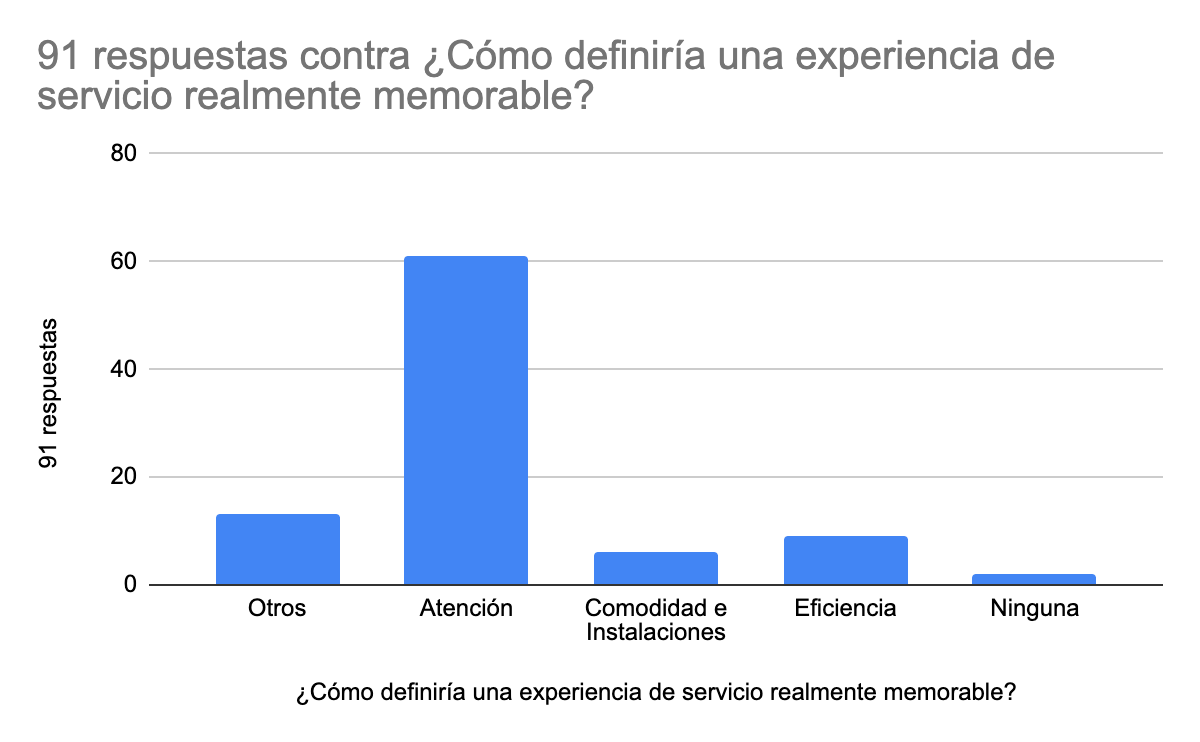 91 respuestas contra ¿Cómo definiría una experiencia de
servicio realmente memorable?
80
60
40
20
0
91 respuestas
Otros
Atención
Comodidad e
Instalaciones
Eficiencia
Ninguna
¿Cómo definiría una experiencia de servicio realmente memorable?